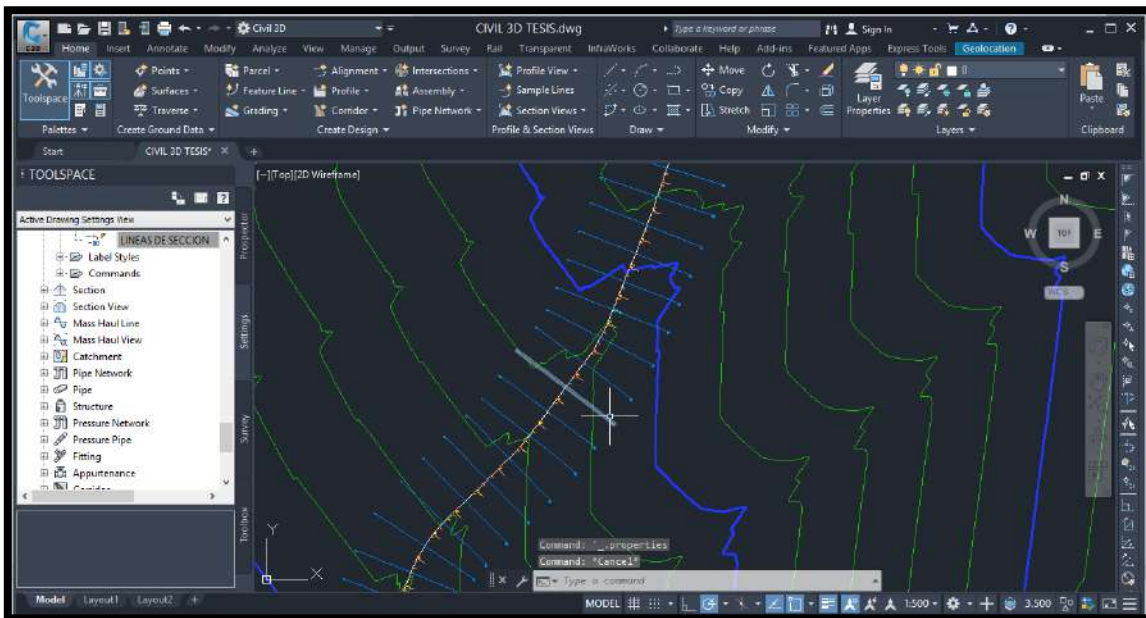 C C3D Civil 3D CIVIL 3D TESIS.dwg Type a keyword or phrase Sign In
Home Insert Annotate Modify Analyze View Manage Output Survey Rail Transparent InfraWorks Collaborate Help Add-ins Featured Apps Express Tools Geolocation
Points Parcel Alignment Intersections Profile View Move
Toolspace Surfaces Feature Line Profile Assembly Sample Lines Copy Layer Properties Paste
Traverse Grading Corridor Pipe Network Section Views Stretch
Palettes Create Ground Data Create Design Profile & Section Views Draw Modify Layers Clipboard
Start CIVIL 3D TESIS*
TOOLSPACE
[-][Top][2D Wireframe]
Active Drawing Settings View
LINEAS DE SECCION
Label Styles
Commands
Section
Section View
Mass Haul Line
Mass Haul View
Catchment
Pipe Network
Pipe
Structure
Pressure Network
Pressure Pipe
Fitting
Appurtenance
Corridor
Prospector
Settings
Survey
Toolbox
N
W TOP E
S
WCS
Y
X
Command: '_.properties
Command: *Cancel*
Type a command
Model Layout1 Layout2 + MODEL 1:500 3.500